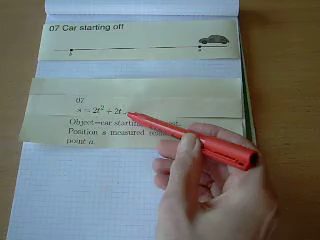 07 Car starting off
07
s = 2t² + 2t
Object=car starting
Position s measured
point a.